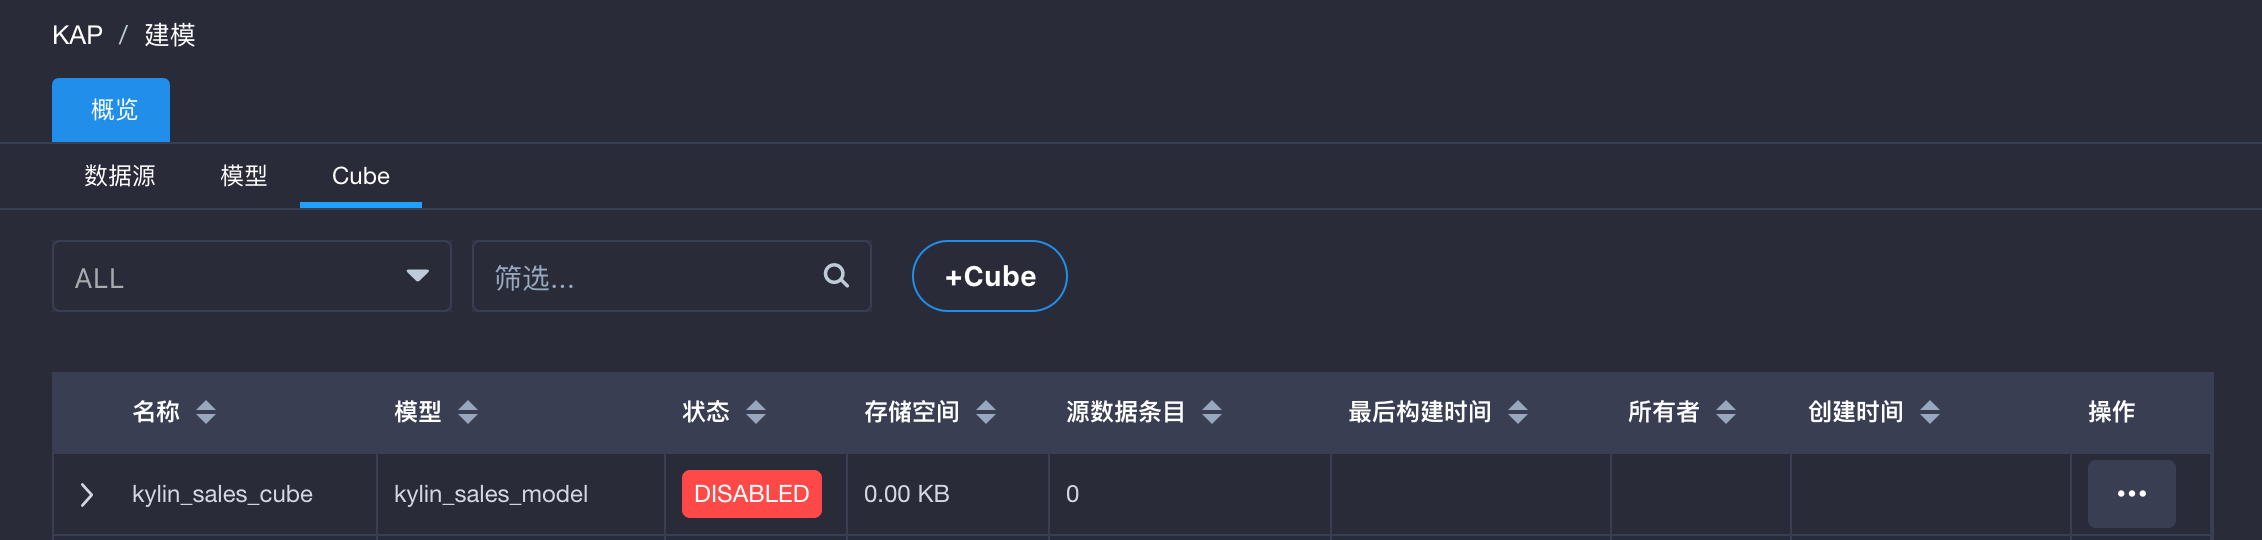 KAP / 建模
概览
数据源 模型 Cube
ALL 筛选... +Cube
名称 模型 状态 存储空间 源数据条目 最后构建时间 所有者 创建时间 操作
kylin_sales_cube kylin_sales_model DISABLED 0.00 KB 0 •••